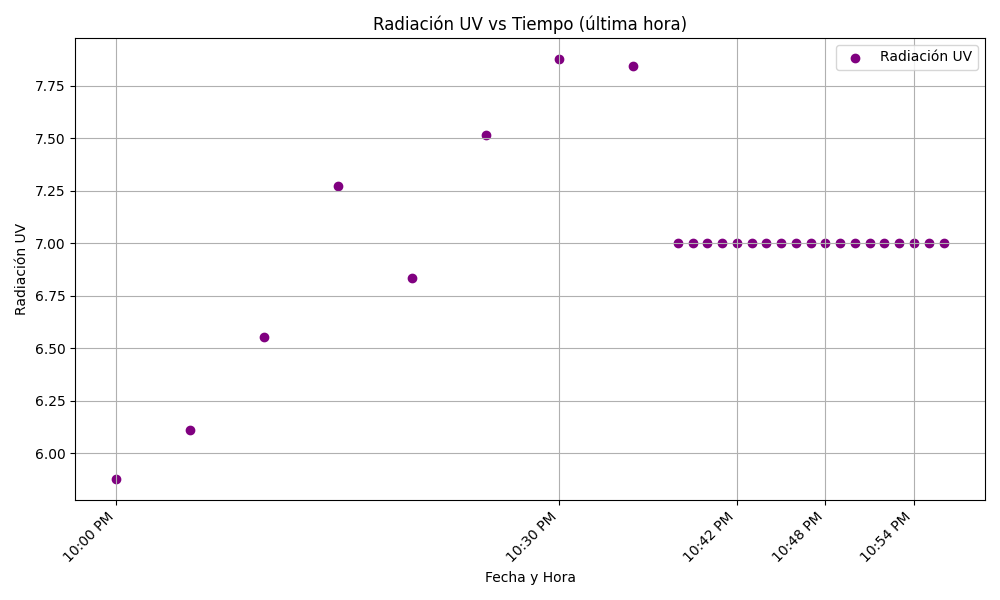 Radiación UV vs Tiempo (última hora)
Radiación UV
7.75
7.50
7.25
7.00
6.75
6.50
6.25
6.00
Radiación UV
10:00 PM
10:30 PM
10:42 PM
10:48 PM
10:54 PM
Fecha y Hora